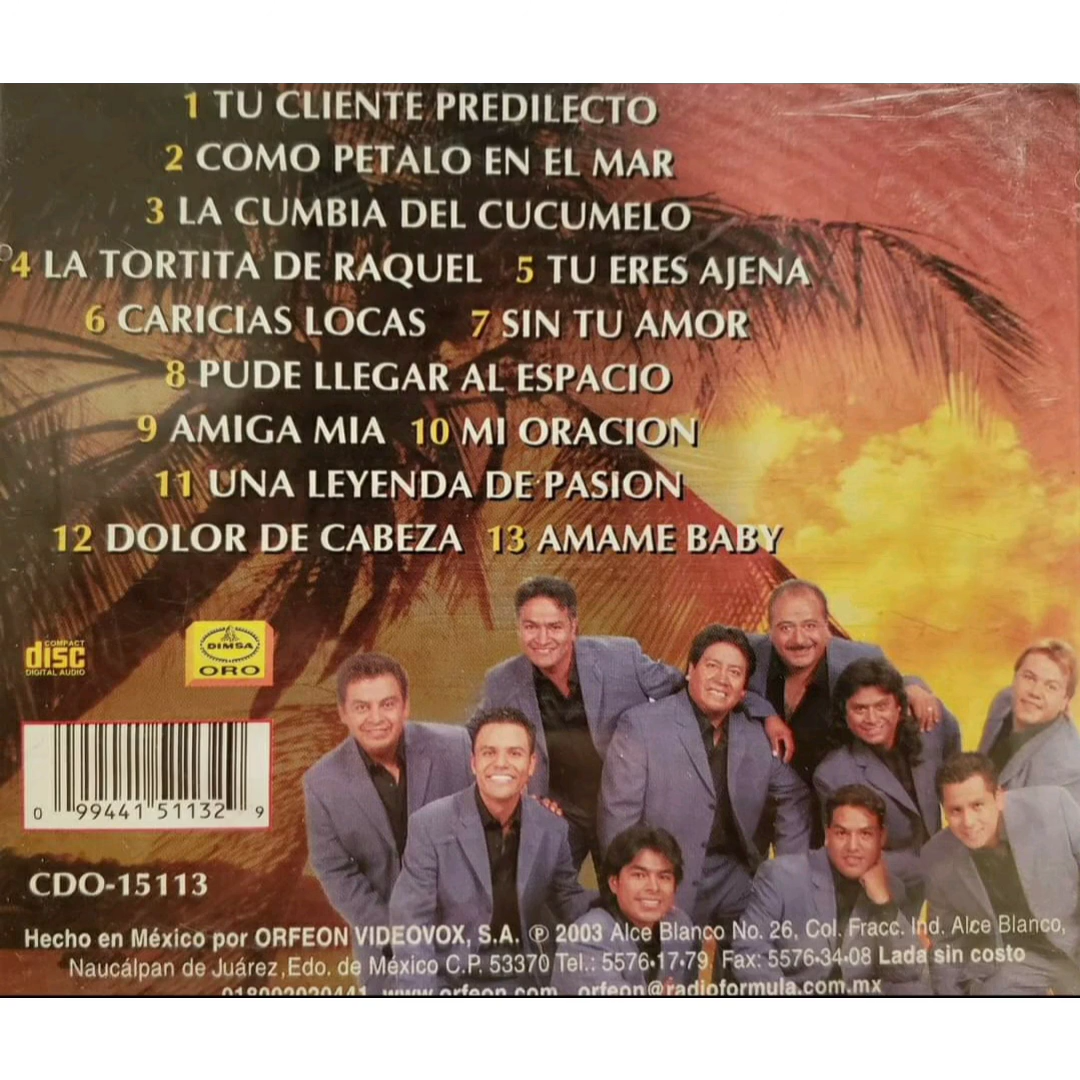 1 TU CLIENTE PREDILECTO
2 COMO PETALO EN EL MAR
3 LA CUMBIA DEL CUCUMELO
4 LA TORTITA DE RAQUEL 5 TU ERES AJENA
6 CARICIAS LOCAS 7 SIN TU AMOR
8 PUDE LLEGAR AL ESPACIO
9 AMIGA MIA 10 MI ORACION
11 UNA LEYENDA DE PASION
12 DOLOR DE CABEZA 13 AMAME BABY
COMPACT
disc
DIGITAL AUDIO
DIMSA
ORO
0 99441 51132 9
CDO-15113
Hecho en México por ORFEON VIDEOVOX, S.A. ℗ 2003 Alce Blanco No. 26, Col. Fracc. Ind. Alce Blanco,
Naucálpan de Juárez, Edo. de México C.P. 53370 Tel.: 5576•17•79, Fax: 5576•34•08 Lada sin costo
www.orfeon.com orfeon@radioformula.com.mx